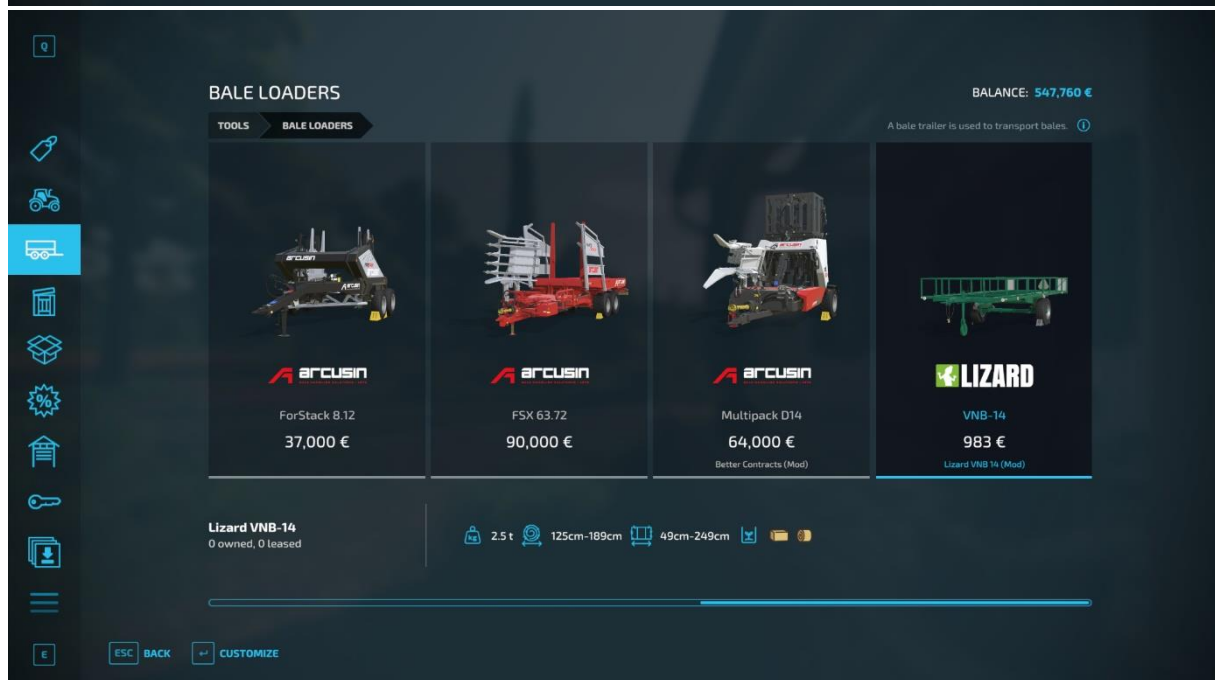 Q
BALE LOADERS
BALANCE: 547,760 €
TOOLS BALE LOADERS
A bale trailer is used to transport bales.
arcusin
ForStack 8.12
37,000 €
arcusin
FSX 63.72
90,000 €
arcusin
Multipack D14
64,000 €
Better Contracts (Mod)
LIZARD
VNB-14
983 €
Lizard VNB 14 (Mod)
Lizard VNB-14
0 owned, 0 leased
kg 2.5 t 125cm-189cm 49cm-249cm
E
ESC BACK
CUSTOMIZE